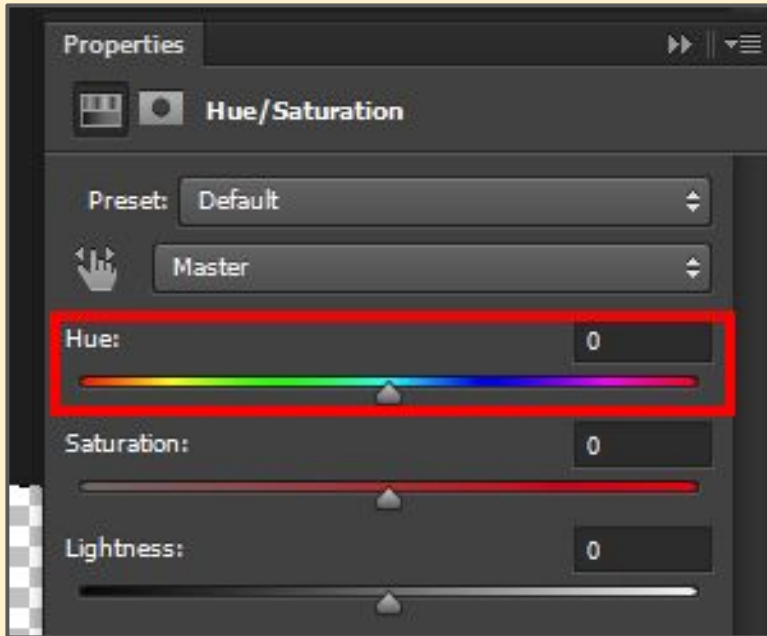 Properties
Hue/Saturation
Preset: Default
Master
Hue: 0
Saturation: 0
Lightness: 0